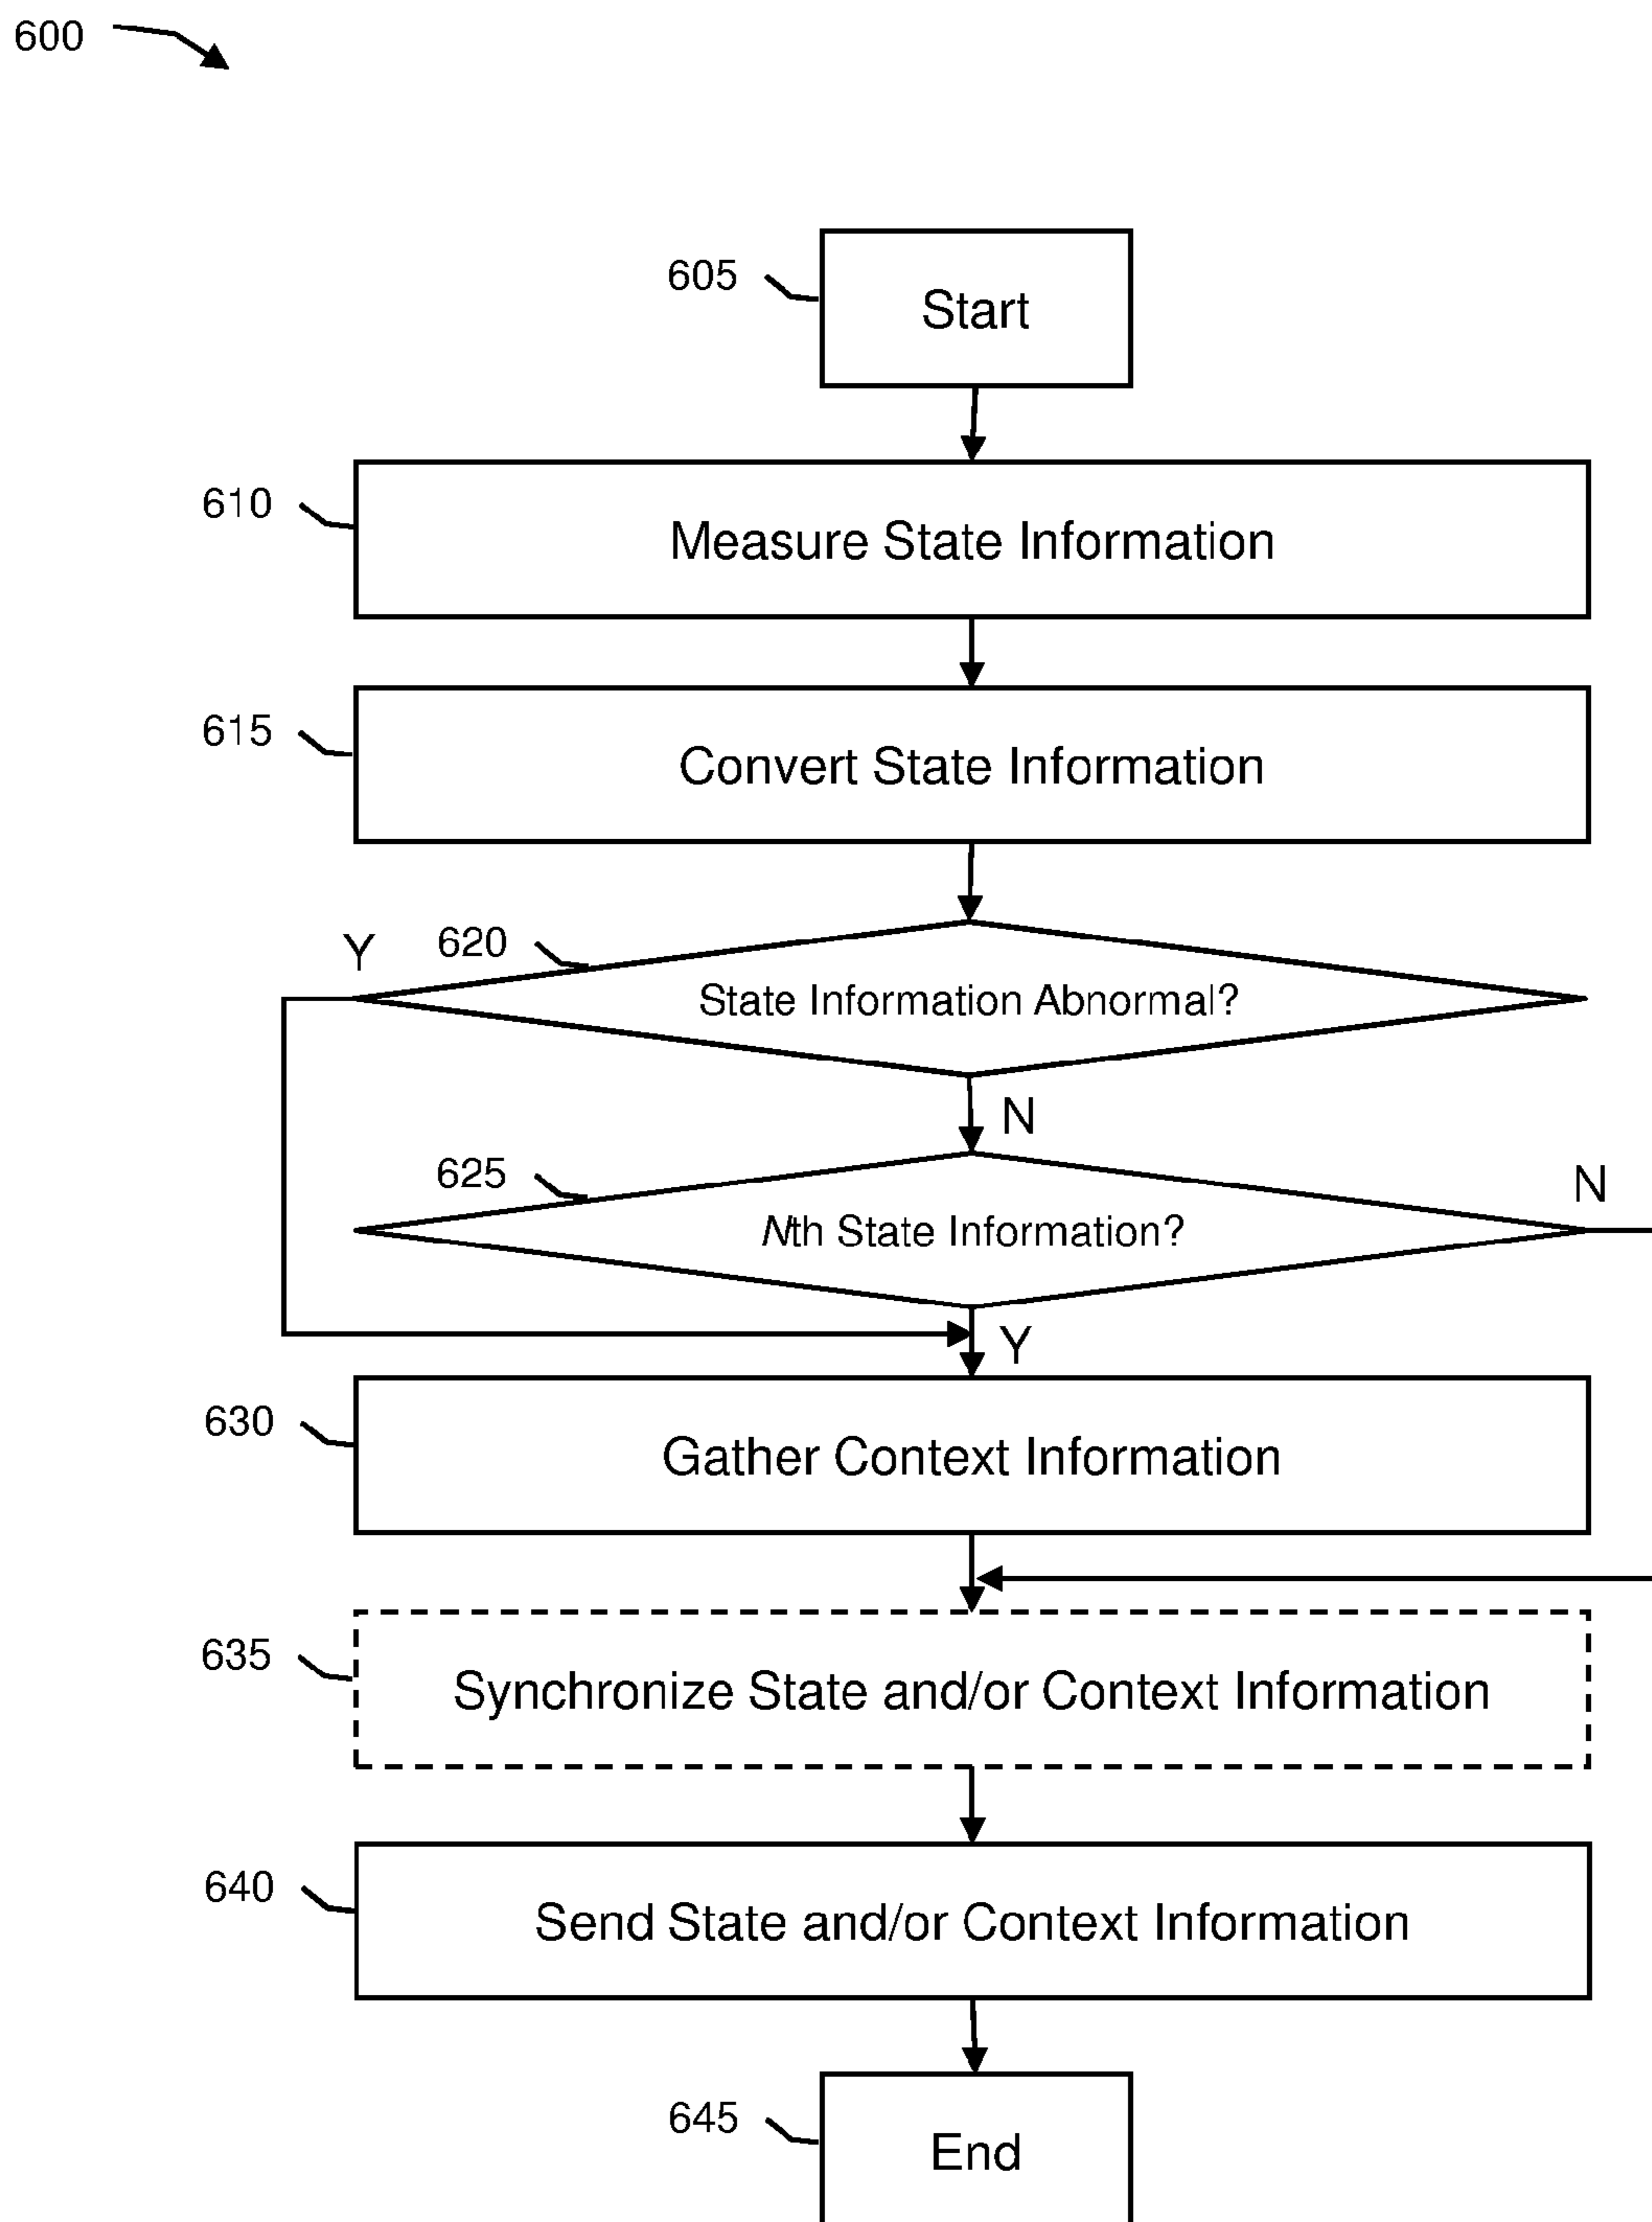 600
605
Start
610
Measure State Information
615
Convert State Information
Y
620
State Information Abnormal?
N
625
Nth State Information?
N
Y
630
Gather Context Information
635
Synchronize State and/or Context Information
640
Send State and/or Context Information
645
End